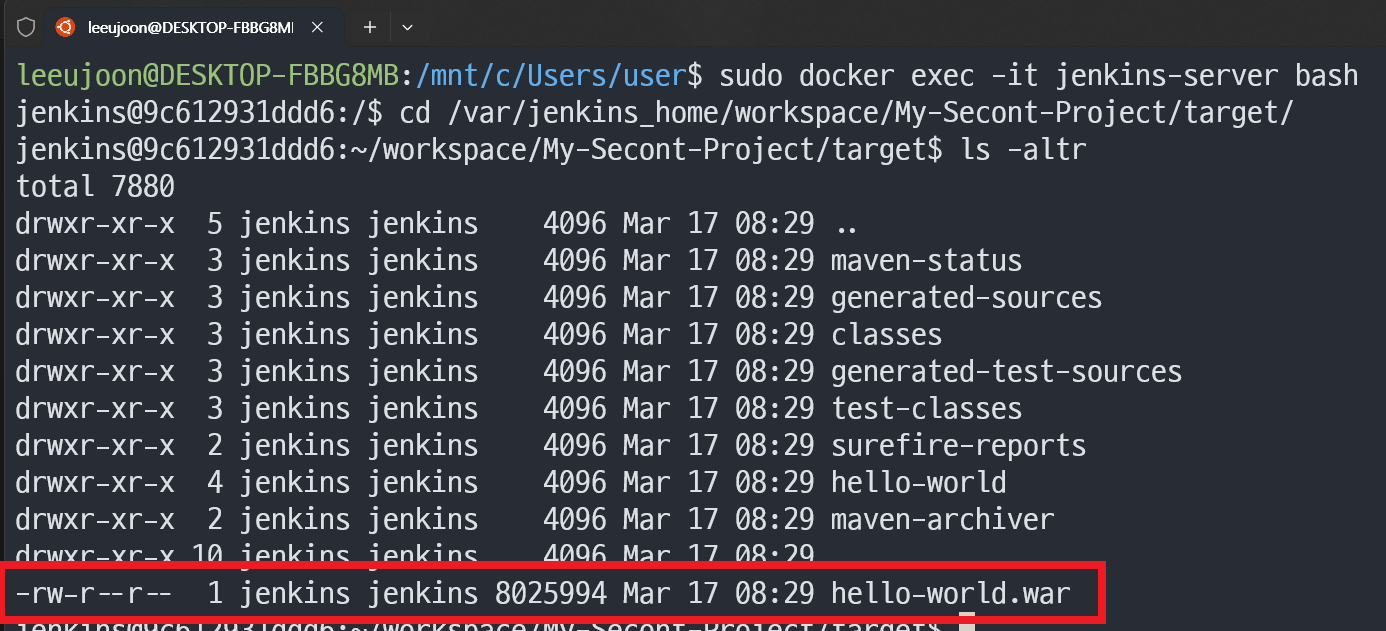 leeujoon@DESKTOP-FBBG8MI
leeujoon@DESKTOP-FBBG8MB:/mnt/c/Users/user$ sudo docker exec -it jenkins-server bash
jenkins@9c612931ddd6:/$ cd /var/jenkins_home/workspace/My-Secont-Project/target/
jenkins@9c612931ddd6:~/workspace/My-Secont-Project/target$ ls -altr
total 7880
drwxr-xr-x  5 jenkins jenkins    4096 Mar 17 08:29 ..
drwxr-xr-x  3 jenkins jenkins    4096 Mar 17 08:29 maven-status
drwxr-xr-x  3 jenkins jenkins    4096 Mar 17 08:29 generated-sources
drwxr-xr-x  3 jenkins jenkins    4096 Mar 17 08:29 classes
drwxr-xr-x  3 jenkins jenkins    4096 Mar 17 08:29 generated-test-sources
drwxr-xr-x  3 jenkins jenkins    4096 Mar 17 08:29 test-classes
drwxr-xr-x  2 jenkins jenkins    4096 Mar 17 08:29 surefire-reports
drwxr-xr-x  4 jenkins jenkins    4096 Mar 17 08:29 hello-world
drwxr-xr-x  2 jenkins jenkins    4096 Mar 17 08:29 maven-archiver
drwxr-xr-x 10 jenkins jenkins    4096 Mar 17 08:29
-rw-r--r--  1 jenkins jenkins 8025994 Mar 17 08:29 hello-world.war
jenkins@9c612931ddd6:~/workspace/My-Secont-Project/target$